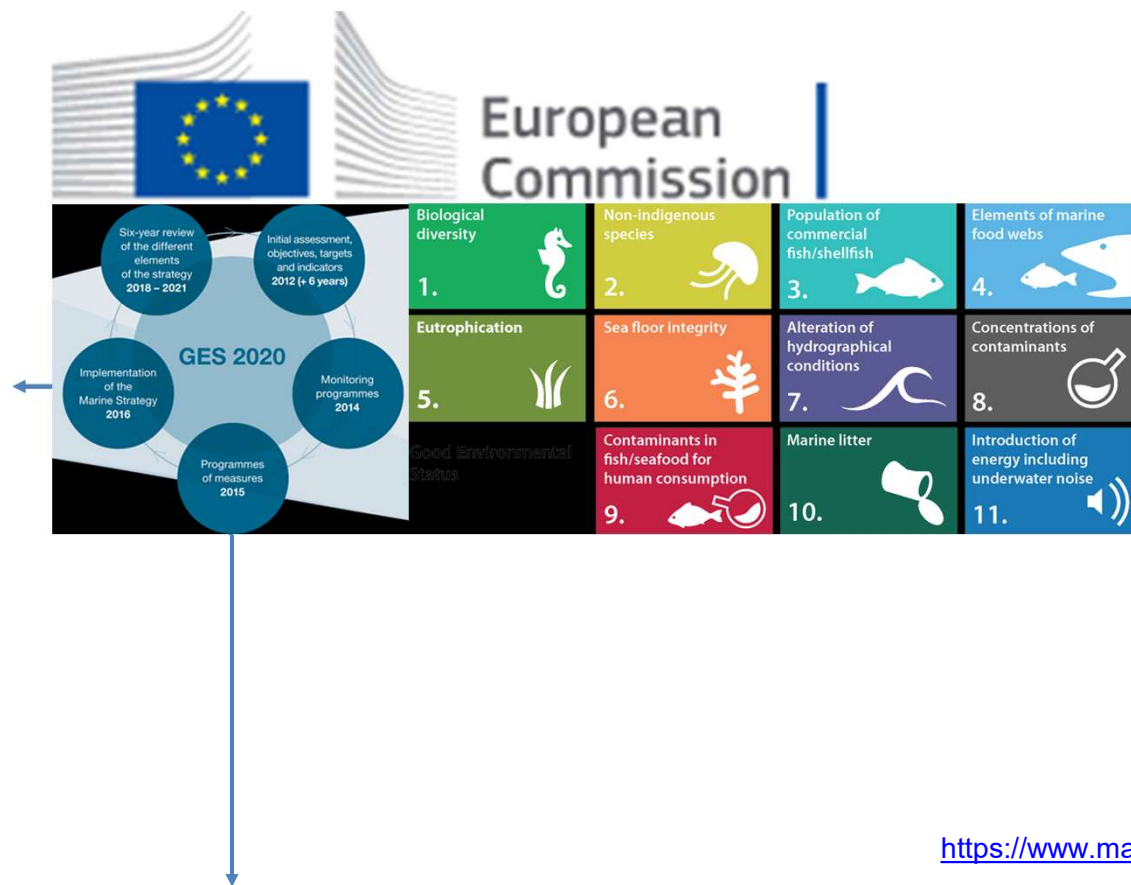 European
Commission
Six-year review
of the different
elements
of the strategy
2018 – 2021
Initial assessment,
objectives, targets
and indicators
2012 (+ 6 years)
GES 2020
Implementation
of the
Marine Strategy
2016
Monitoring
programmes
2014
Programmes
of measures
2015
Biological
diversity
1.
Non-indigenous
species
2.
Population of
commercial
fish/shellfish
3.
Elements of marine
food webs
4.
Eutrophication
5.
Sea floor integrity
6.
Alteration of
hydrographical
conditions
7.
Concentrations of
contaminants
8.
Good Environmental
Status
Contaminants in
fish/seafood for
human consumption
9.
Marine litter
10.
Introduction of
energy including
underwater noise
11.
https://www.ma